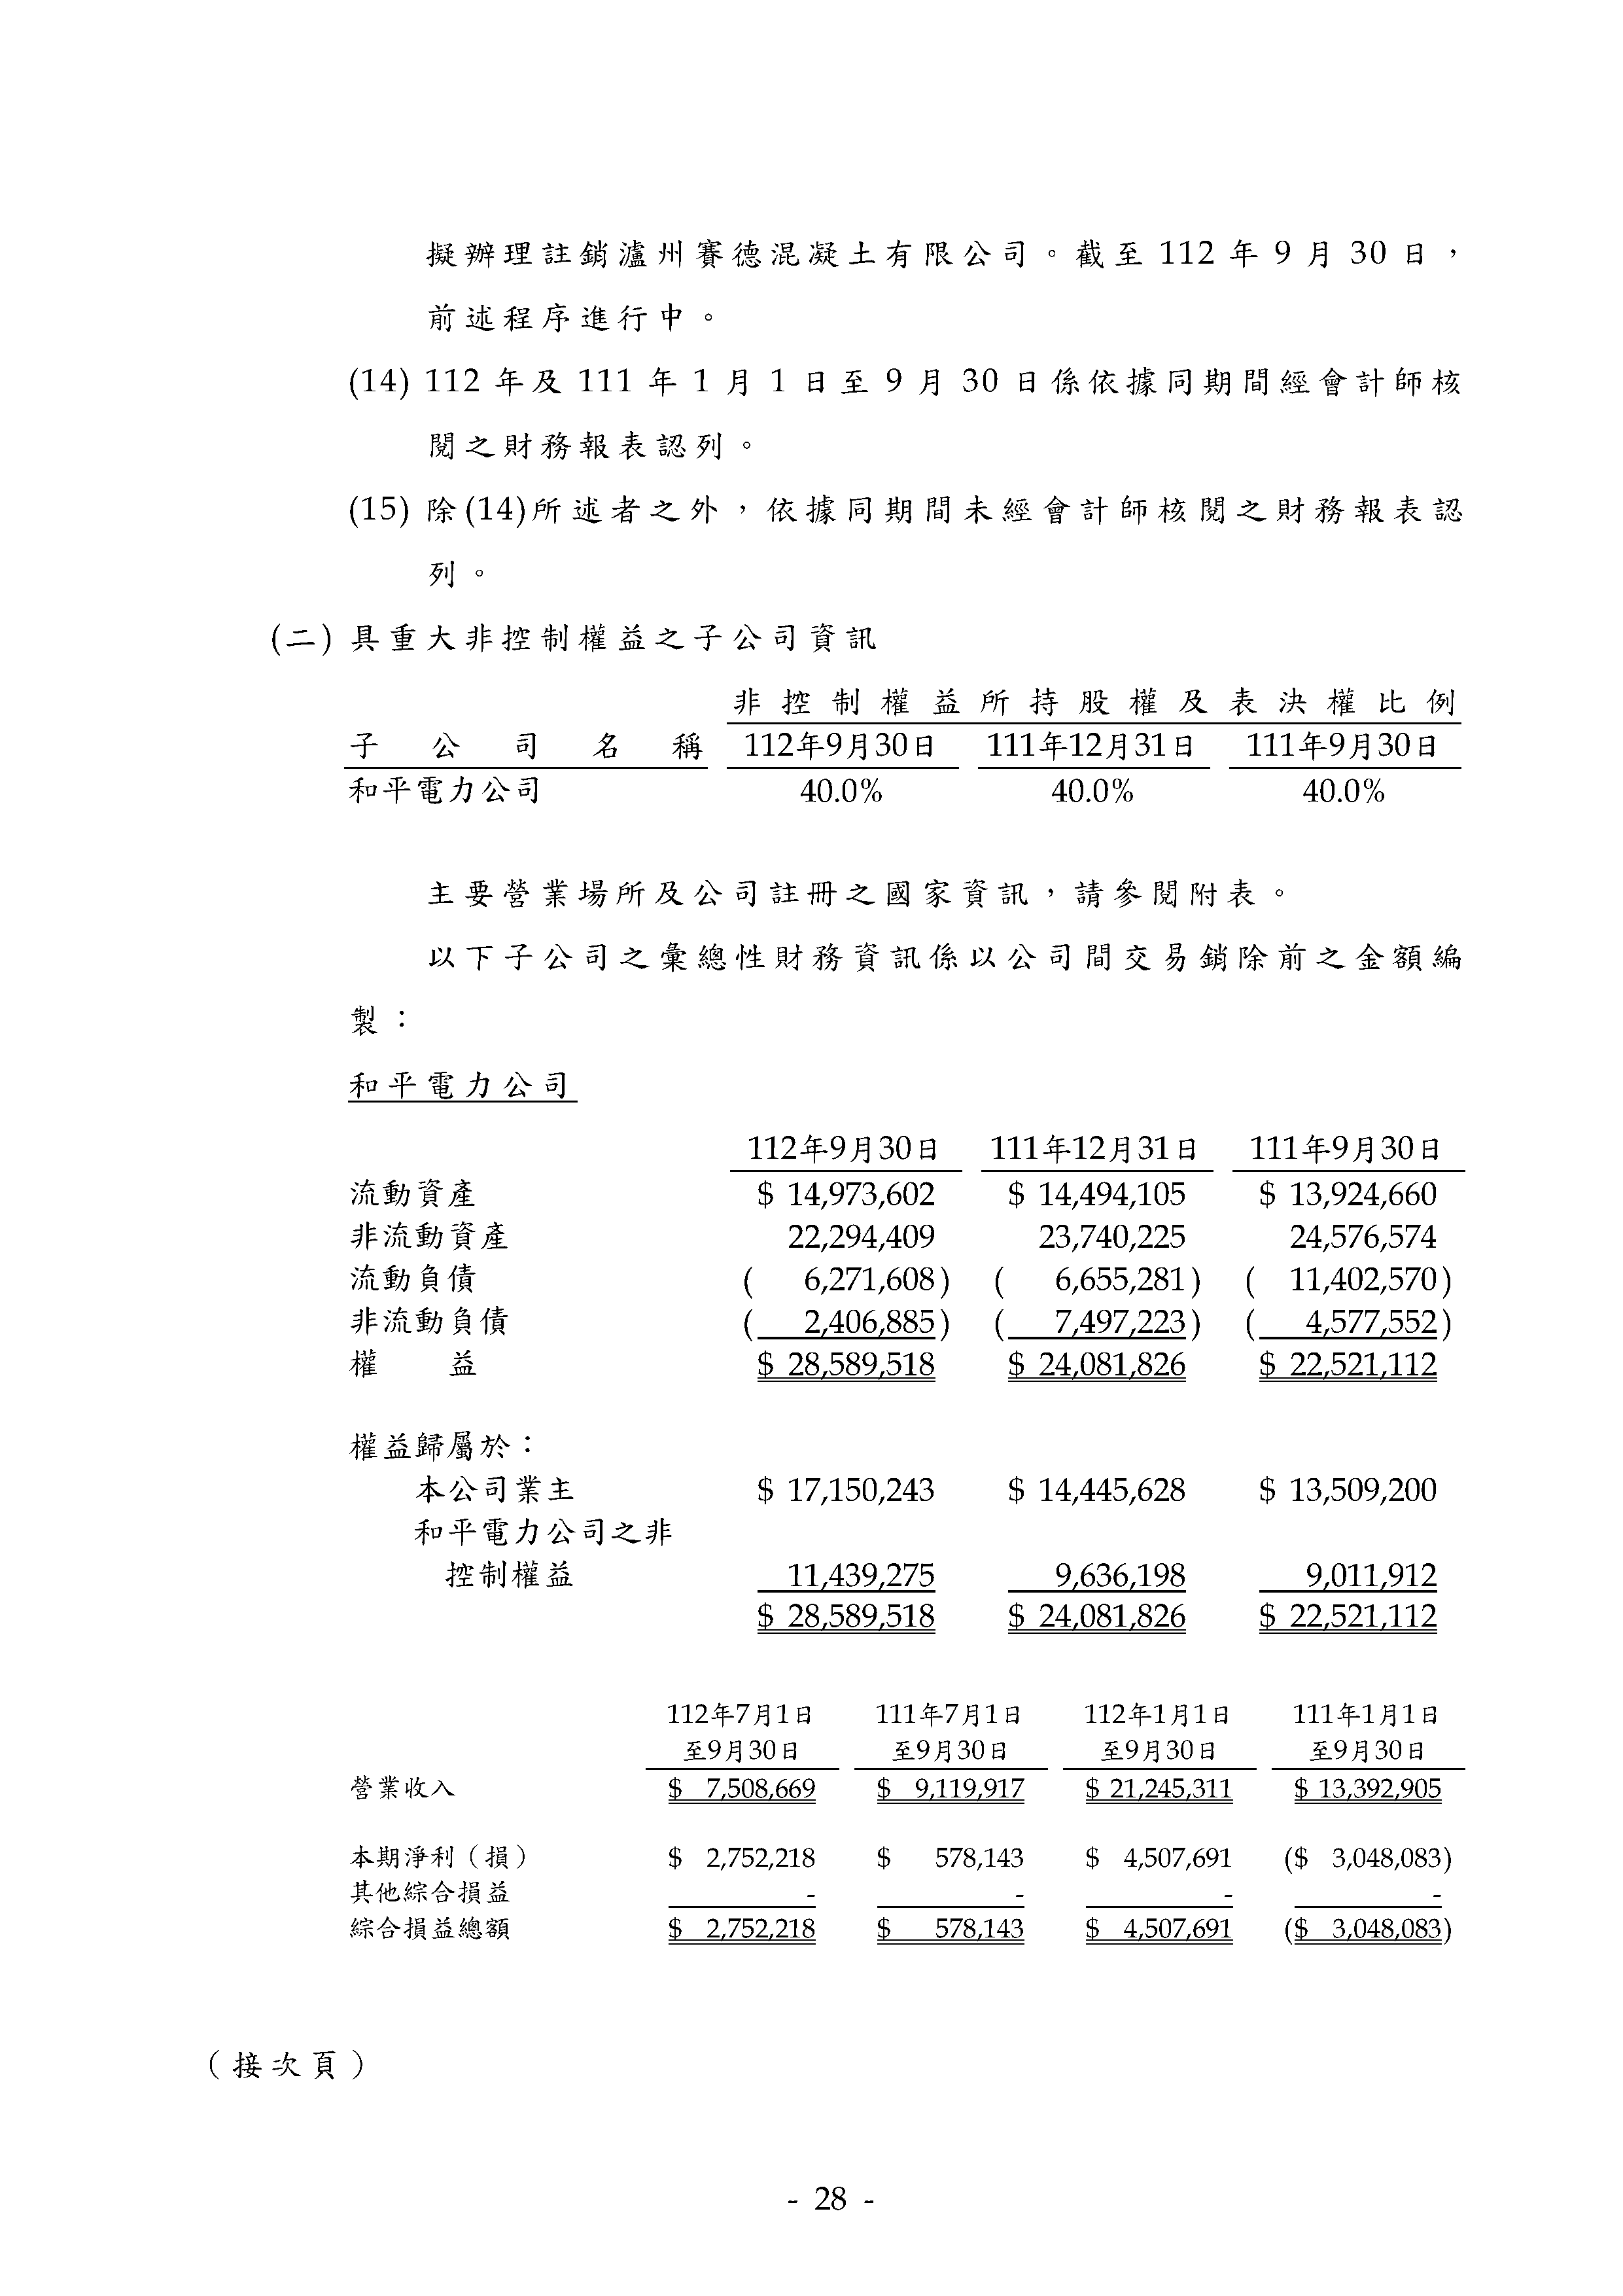 擬辦理註銷瀘州賽德混凝土有限公司。截至 112 年 9 月 30 日，
前述程序進行中。
(14) 112 年及 111 年 1 月 1 日至 9 月 30 日係依據同期間經會計師核
閱之財務報表認列。
(15) 除(14)所述者之外，依據同期間未經會計師核閱之財務報表認
列。
(二) 具重大非控制權益之子公司資訊
非控制權益所持股權及表決權比例
子公司名稱 112年9月30日 111年12月31日 111年9月30日
和平電力公司 40.0% 40.0% 40.0%
主要營業場所及公司註冊之國家資訊，請參閱附表。
以下子公司之彙總性財務資訊係以公司間交易銷除前之金額編
製：
和平電力公司
112年9月30日 111年12月31日 111年9月30日
流動資產 $ 14,973,602 $ 14,494,105 $ 13,924,660
非流動資產 22,294,409 23,740,225 24,576,574
流動負債 ( 6,271,608) ( 6,655,281) ( 11,402,570)
非流動負債 ( 2,406,885) ( 7,497,223) ( 4,577,552)
權　　益 $ 28,589,518 $ 24,081,826 $ 22,521,112
權益歸屬於：
本公司業主 $ 17,150,243 $ 14,445,628 $ 13,509,200
和平電力公司之非
控制權益 11,439,275 9,636,198 9,011,912
$ 28,589,518 $ 24,081,826 $ 22,521,112
112年7月1日 111年7月1日 112年1月1日 111年1月1日
至9月30日 至9月30日 至9月30日 至9月30日
營業收入 $ 7,508,669 $ 9,119,917 $ 21,245,311 $ 13,392,905
本期淨利（損） $ 2,752,218 $ 578,143 $ 4,507,691 ($ 3,048,083)
其他綜合損益 - - - -
綜合損益總額 $ 2,752,218 $ 578,143 $ 4,507,691 ($ 3,048,083)
（接次頁）
- 28 -